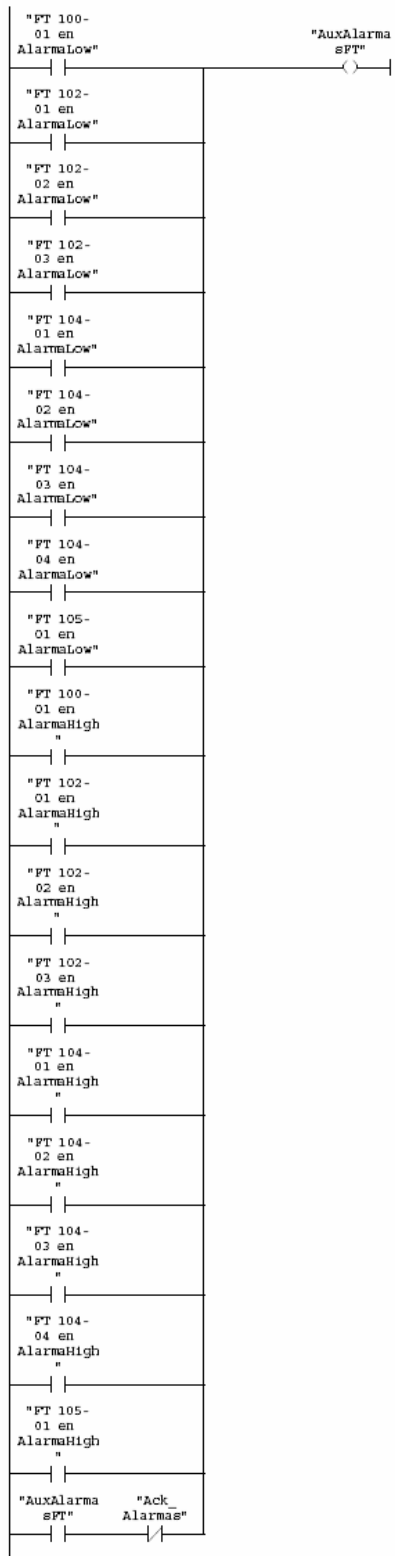 "FT 100-
01 en
AlarmaLow"
"AuxAlarma
sFT"
"FT 102-
01 en
AlarmaLow"
"FT 102-
02 en
AlarmaLow"
"FT 102-
03 en
AlarmaLow"
"FT 104-
01 en
AlarmaLow"
"FT 104-
02 en
AlarmaLow"
"FT 104-
03 en
AlarmaLow"
"FT 104-
04 en
AlarmaLow"
"FT 105-
01 en
AlarmaLow"
"FT 100-
01 en
AlarmaHigh
"
"FT 102-
01 en
AlarmaHigh
"
"FT 102-
02 en
AlarmaHigh
"
"FT 102-
03 en
AlarmaHigh
"
"FT 104-
01 en
AlarmaHigh
"
"FT 104-
02 en
AlarmaHigh
"
"FT 104-
03 en
AlarmaHigh
"
"FT 104-
04 en
AlarmaHigh
"
"FT 105-
01 en
AlarmaHigh
"
"AuxAlarma
sFT"
"Ack_
Alarmas"